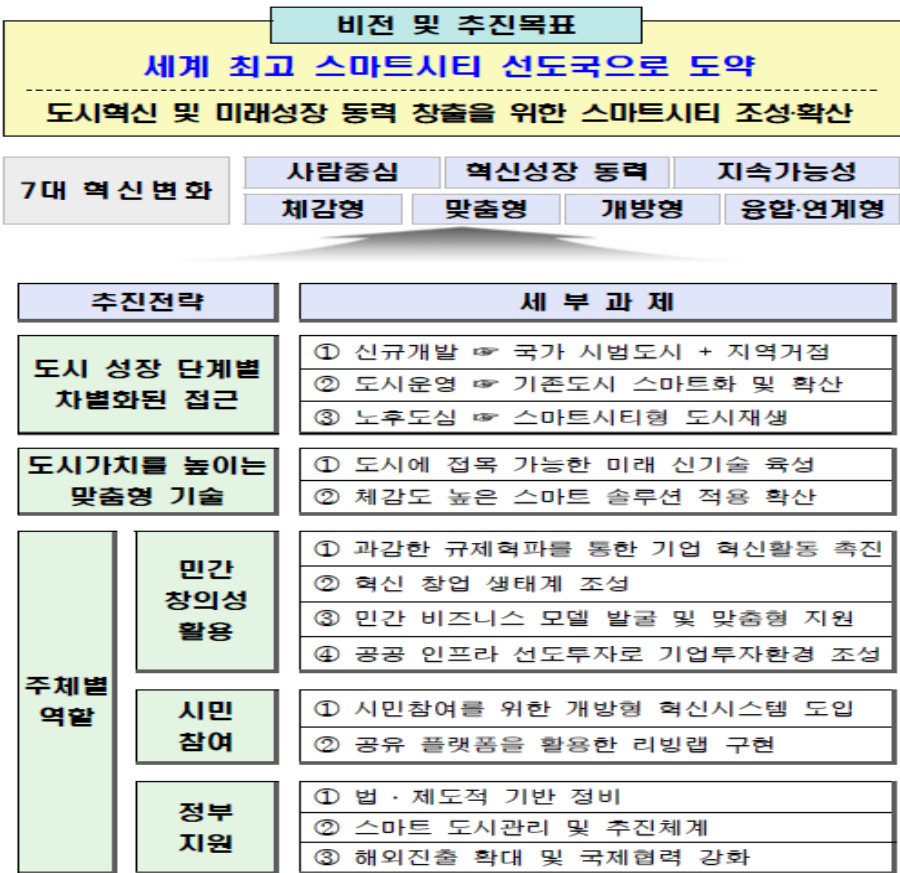 비전 및 추진목표
세계 최고 스마트시티 선도국으로 도약
도시혁신 및 미래성장 동력 창출을 위한 스마트시티 조성·확산
7대 혁신변화
사람중심
혁신성장 동력
지속가능성
체감형
맞춤형
개방형
융합·연계형
추진전략
세 부 과 제
도시 성장 단계별
차별화된 접근
① 신규개발 ☞ 국가 시범도시 + 지역거점
② 도시운영 ☞ 기존도시 스마트화 및 확산
③ 노후도심 ☞ 스마트시티형 도시재생
도시가치를 높이는
맞춤형 기술
① 도시에 접목 가능한 미래 신기술 육성
② 체감도 높은 스마트 솔루션 적용 확산
주체별
역할
민간
창의성
활용
① 과감한 규제혁파를 통한 기업 혁신활동 촉진
② 혁신 창업 생태계 조성
③ 민간 비즈니스 모델 발굴 및 맞춤형 지원
④ 공공 인프라 선도투자로 기업투자환경 조성
시민
참여
① 시민참여를 위한 개방형 혁신시스템 도입
② 공유 플랫폼을 활용한 리빙랩 구현
정부
지원
① 법 · 제도적 기반 정비
② 스마트 도시관리 및 추진체계
③ 해외진출 확대 및 국제협력 강화